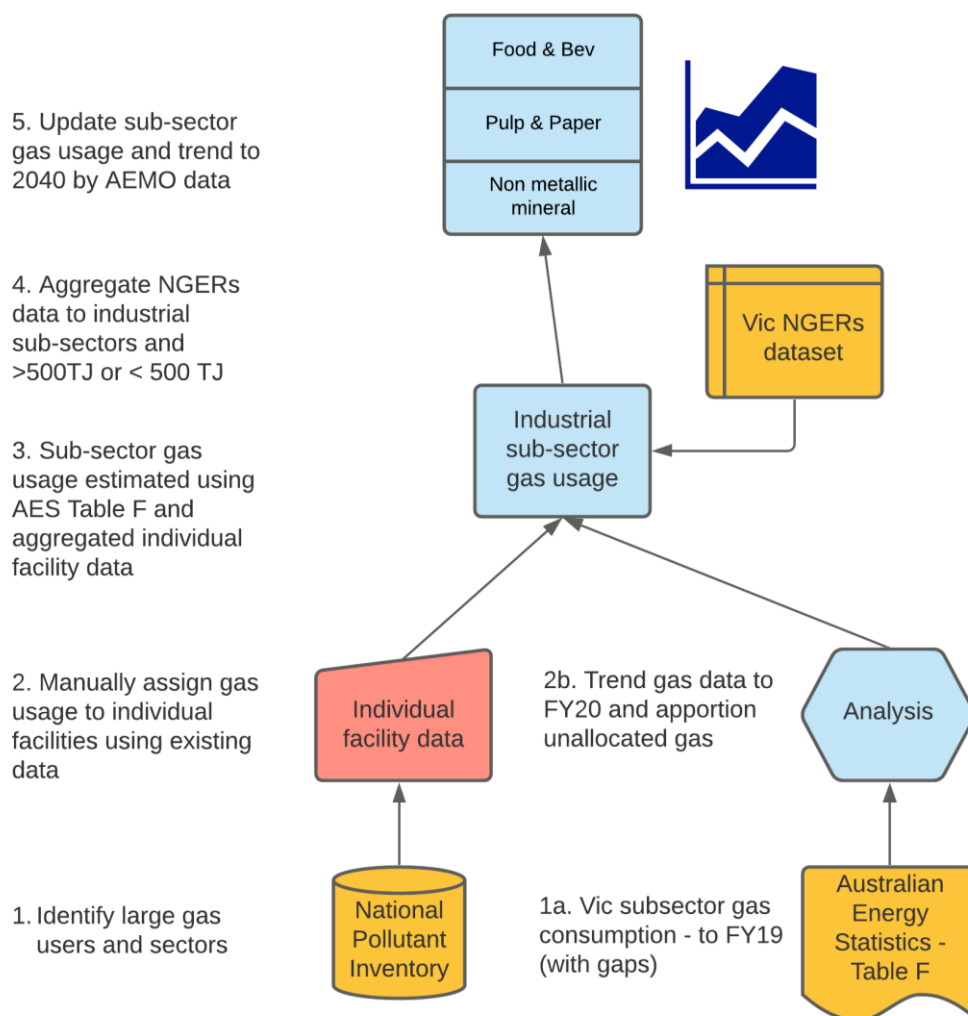 Food & Bev
5. Update sub-sector
gas usage and trend to
2040 by AEMO data
Pulp & Paper
Non metallic
mineral
4. Aggregate NGERs
data to industrial
sub-sectors and
>500TJ or < 500 TJ
Vic NGERs
dataset
Industrial
sub-sector
gas usage
3. Sub-sector gas
usage estimated using
AES Table F and
aggregated individual
facility data
2. Manually assign gas
usage to individual
facilities using existing
data
Individual
facility data
2b. Trend gas data to
FY20 and apportion
unallocated gas
Analysis
1. Identify large gas
users and sectors
National
Pollutant
Inventory
1a. Vic subsector gas
consumption - to FY19
(with gaps)
Australian
Energy
Statistics -
Table F